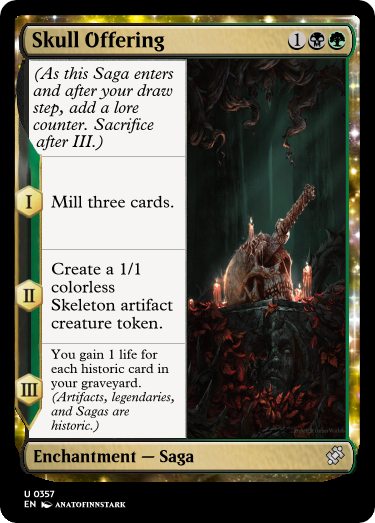 Skull Offering 1
(As this Saga enters
and after your draw
step, add a lore
counter. Sacrifice
after III.)
I
Mill three cards.
II
Create a 1/1
colorless
Skeleton artifact
creature token.
III
You gain 1 life for
each historic card in
your graveyard.
(Artifacts, legendaries,
and Sagas are
historic.)
Enchantment — Saga
U 0357
EN ANATOFINNSTARK